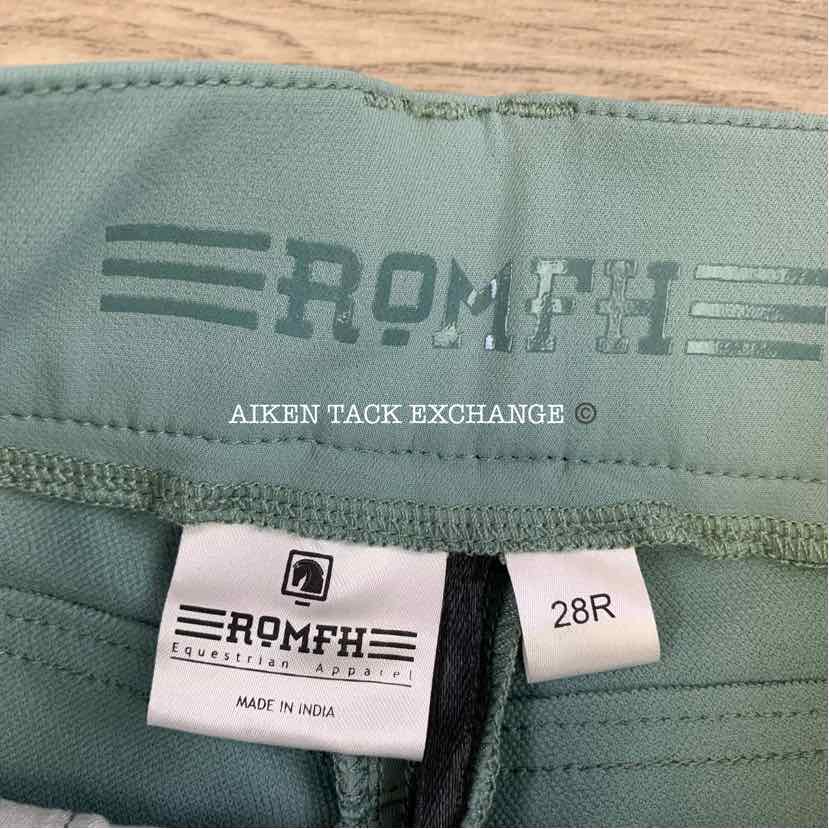 ROMFH
AIKEN TACK EXCHANGE ©
ROMFH
Equestrian Apparel
MADE IN INDIA
28R